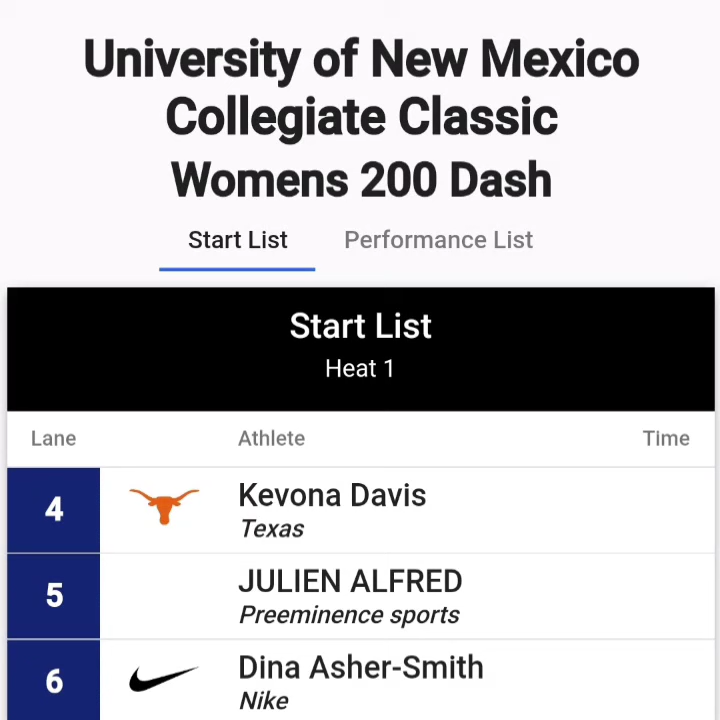 University of New Mexico
Collegiate Classic
Womens 200 Dash
Start List Performance List
Start List
Heat 1
Lane Athlete Time
4 Kevona Davis
Texas
5 JULIEN ALFRED
Preeminence sports
6 Dina Asher-Smith
Nike